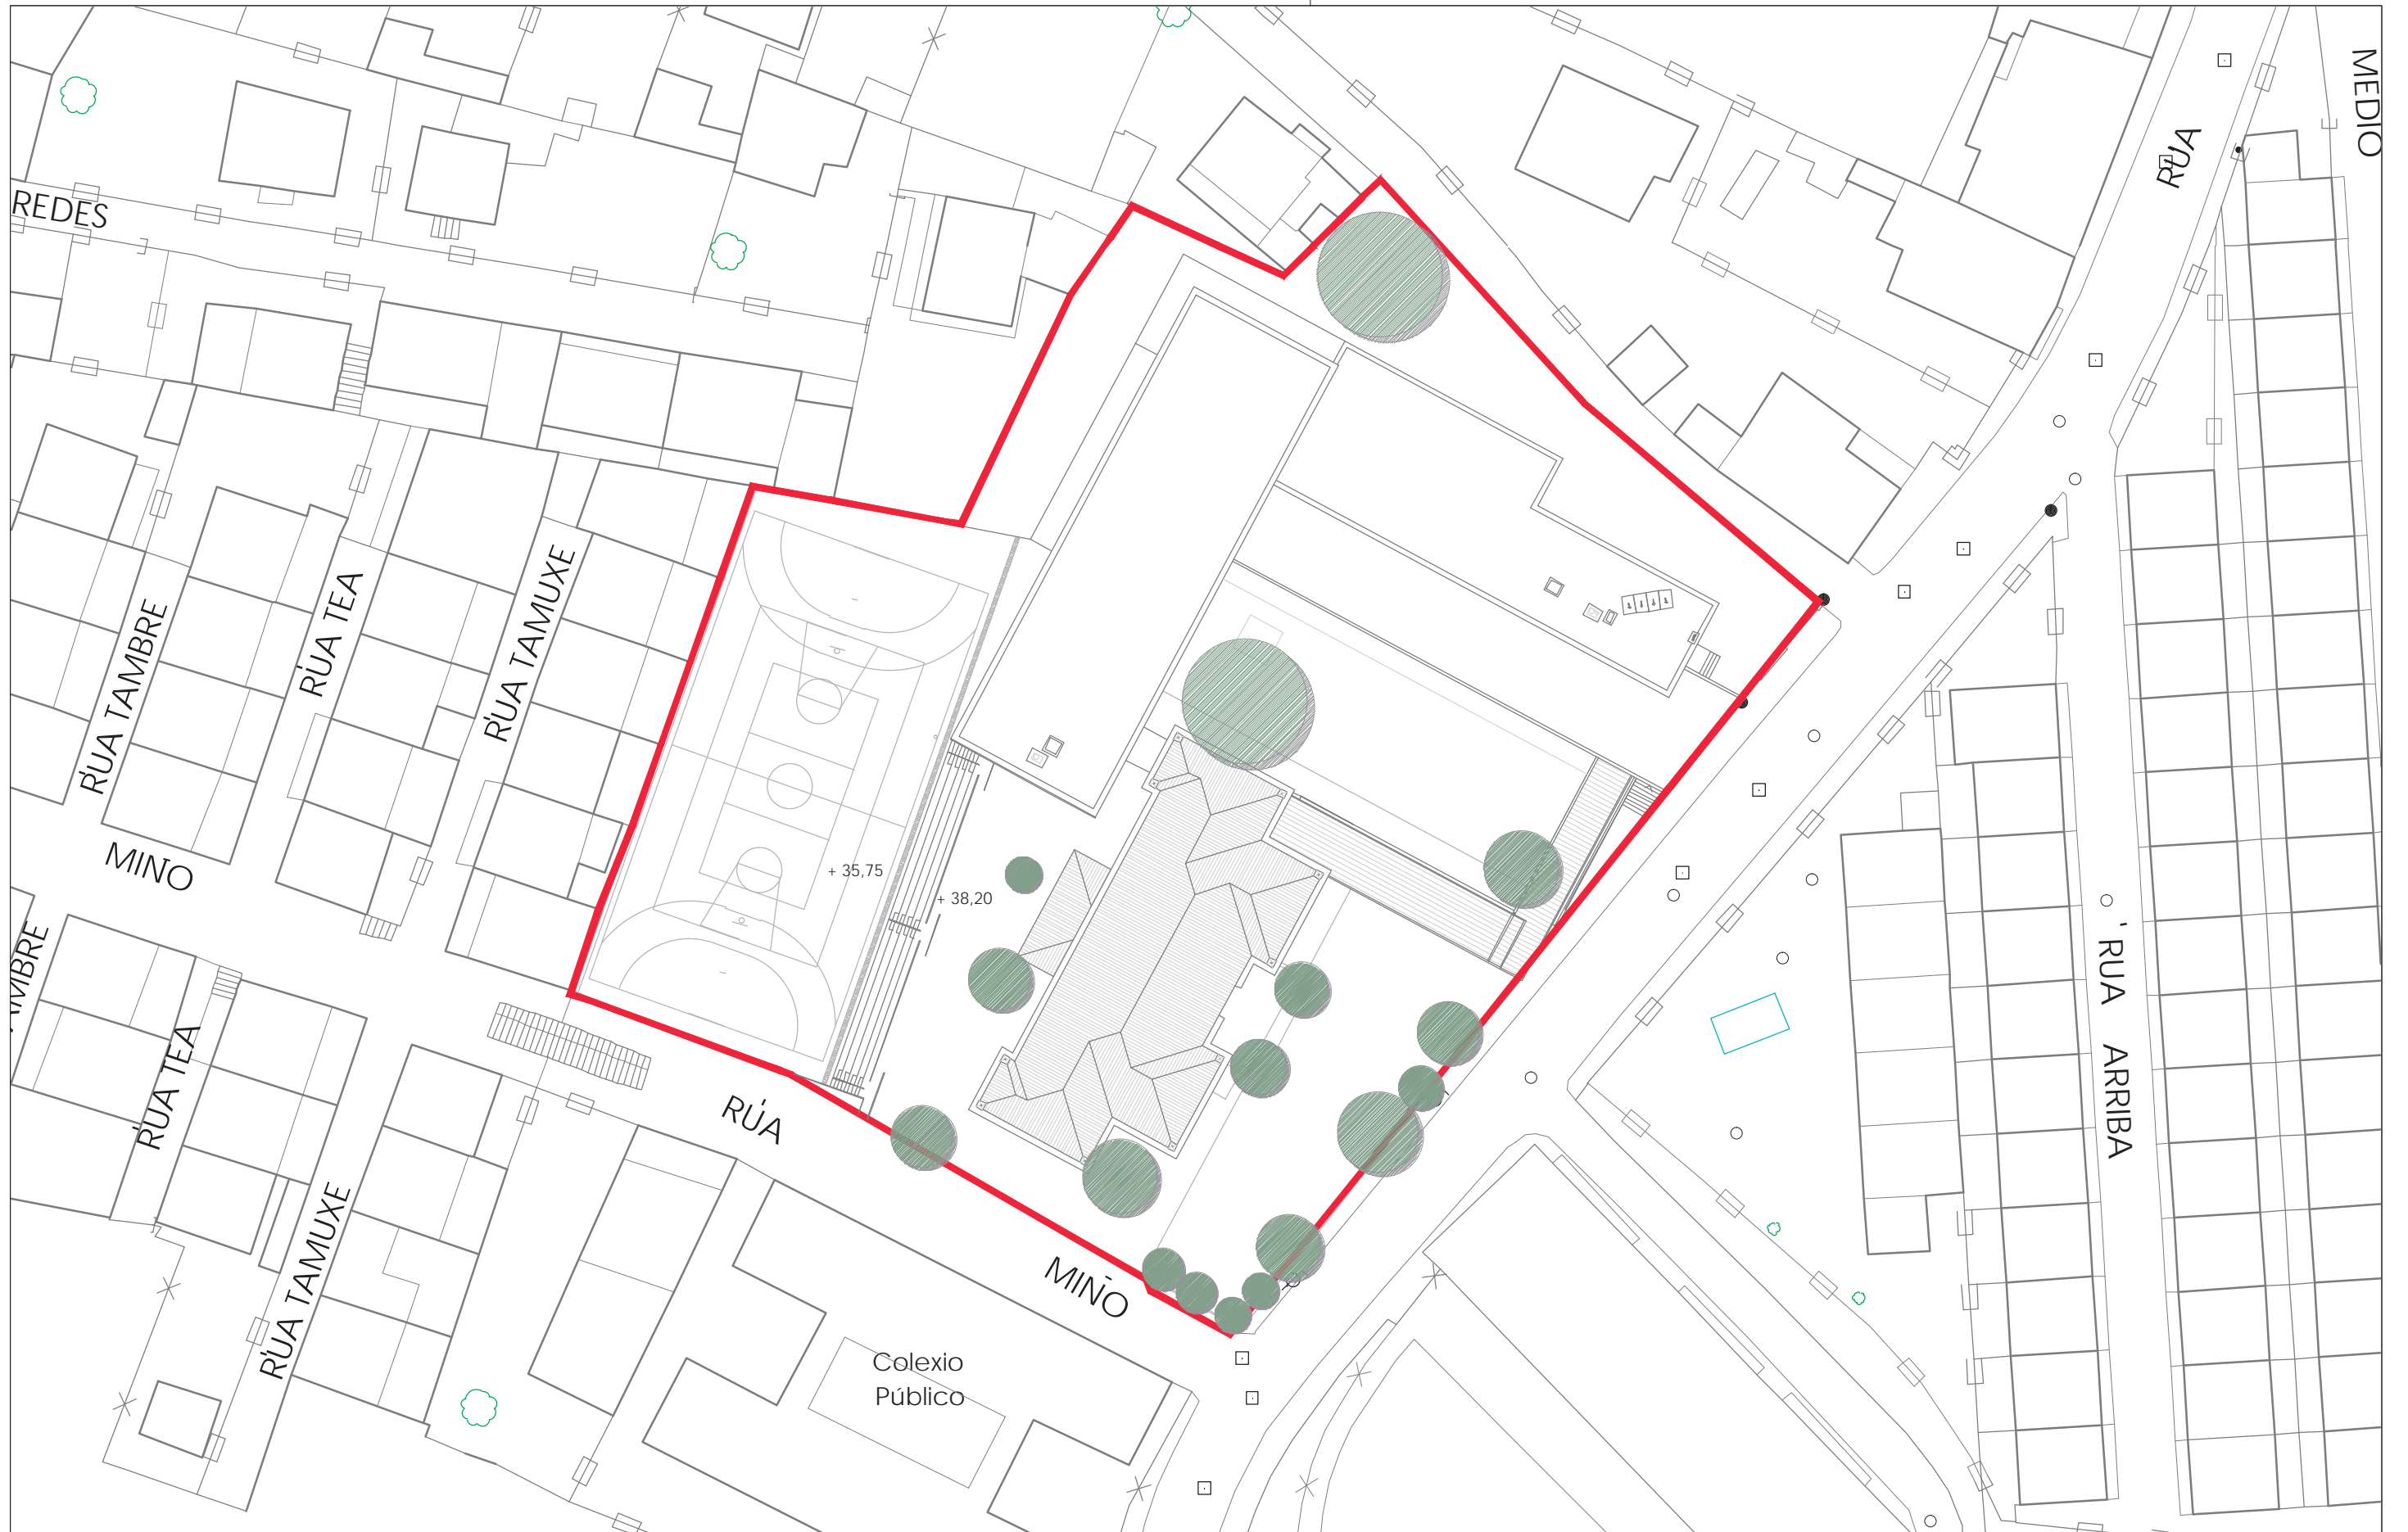 MEDIO
RÚA
REDES
RÚA TAMBRE
RÚA TEA
RÚA TAMUXE
+ 35,75
+ 38,20
MIÑO
AMBRE
RÚA TEA
RÚA TAMUXE
RÚA
MIÑO
RÚA ARRIBA
Colexio
Público